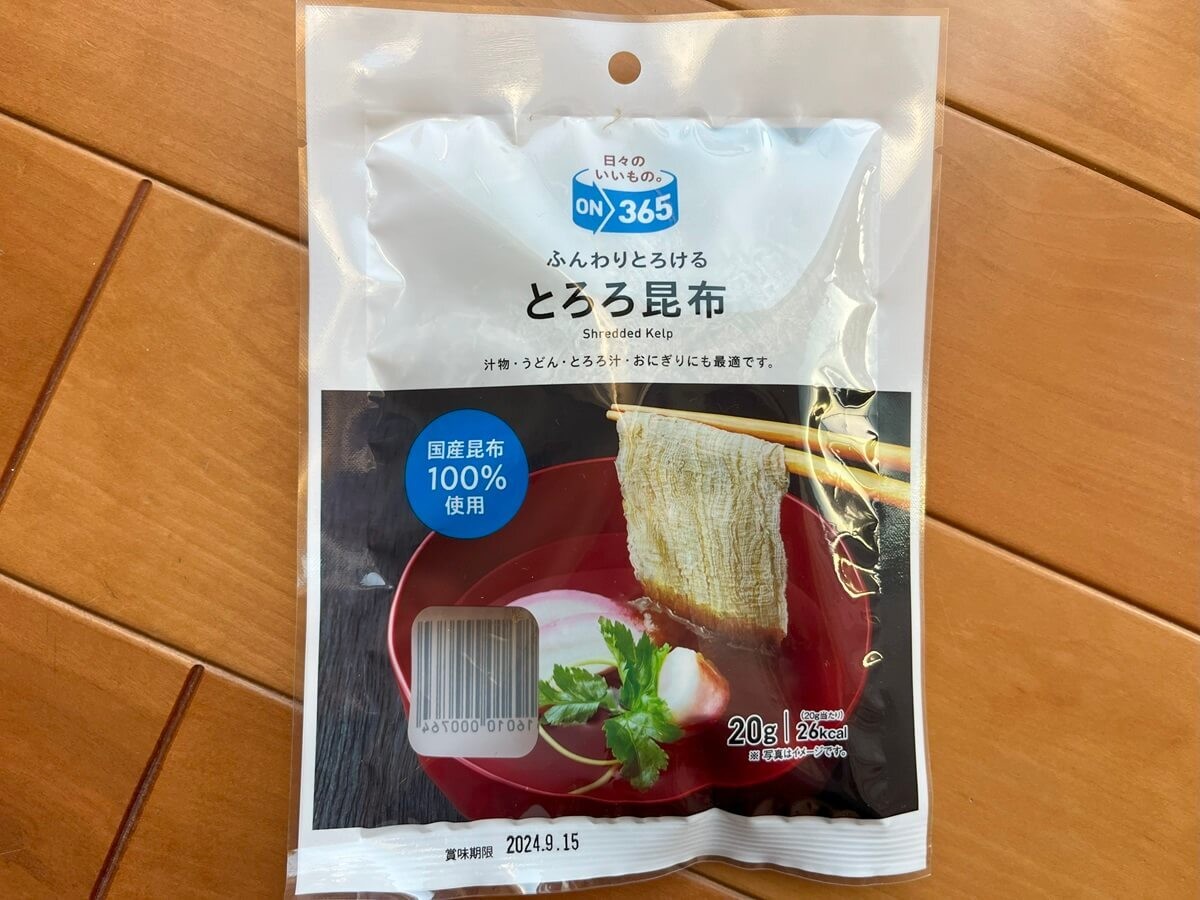 日々の
いいもの。
ON 365
ふんわりとろける
とろろ昆布
Shredded Kelp
汁物・うどん・とろろ汁・おにぎりにも最適です。
国産昆布
100%
使用
16010 000764
20g (20g当たり) 26kcal
※ 写真はイメージです。
賞味期限 2024.9.15